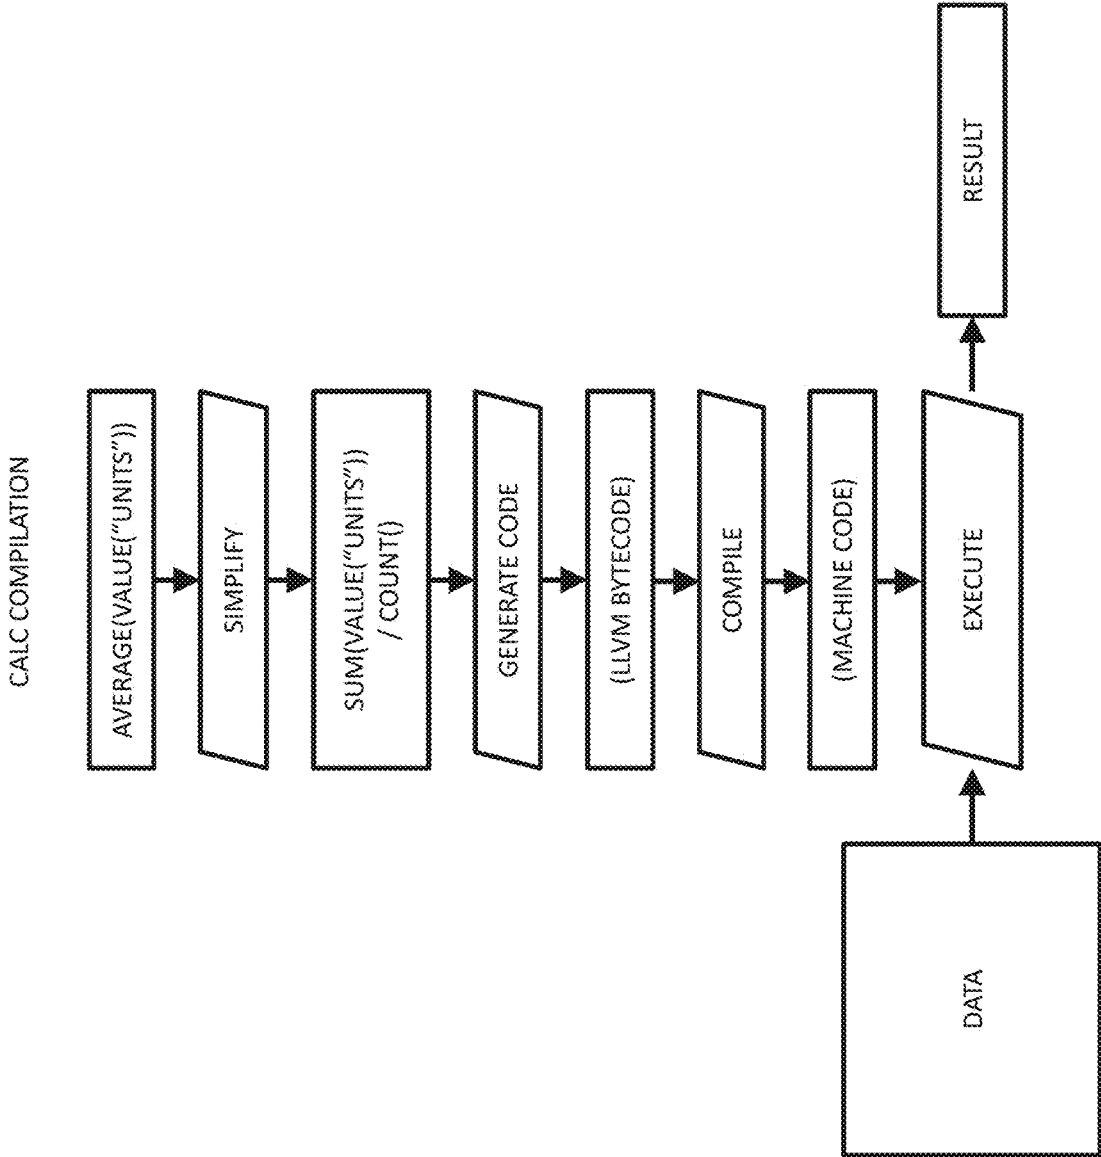 CALC COMPILATION
AVERAGE(VALUE("UNITS"))
SIMPLIFY
SUM(VALUE("UNITS"))
/ COUNT()
GENERATE CODE
(LLVM BYTECODE)
COMPILE
(MACHINE CODE)
DATA
EXECUTE
RESULT